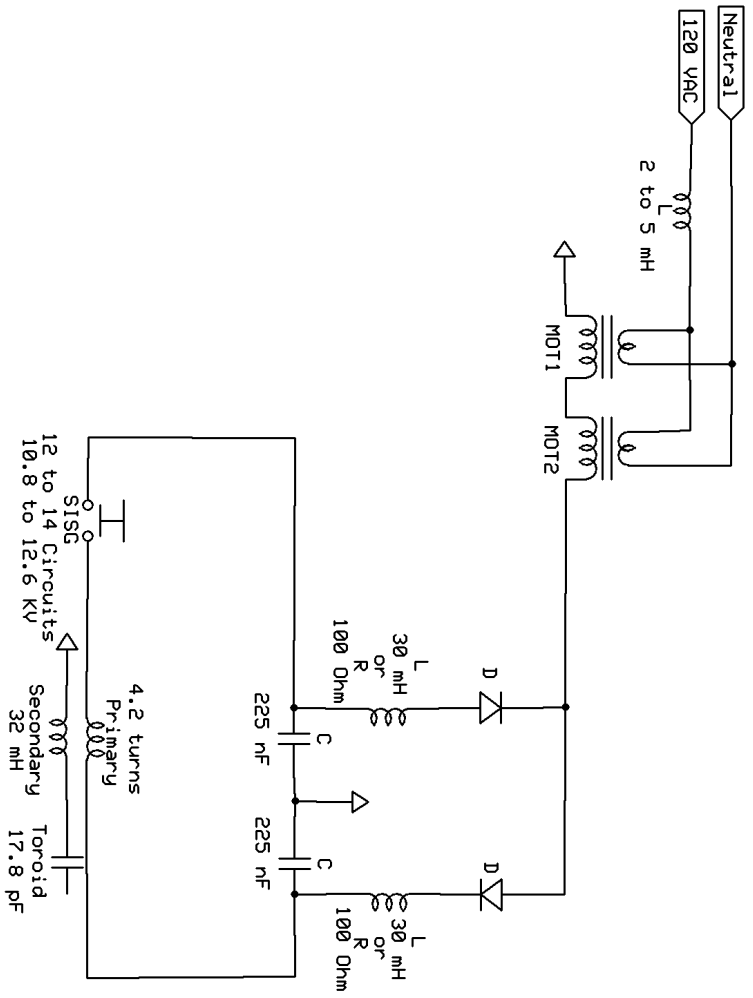 Neutral
120 VAC
L
2 to 5 mH
MOT1
MOT2
D
D
L
30 mH
or
R
100 Ohm
L
30 mH
or
R
100 Ohm
C
225 nF
C
225 nF
4.2 turns
Primary
SISG
12 to 14 Circuits
10.8 to 12.6 KV
Secondary
32 mH
Toroid
17.8 pF